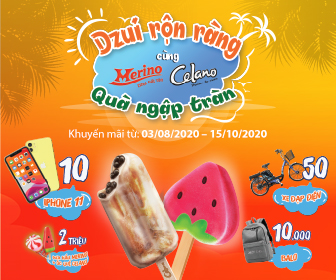 Dzui rộn ràng
cùng
Merino
Celano
Quà ngập tràn
Khuyến mãi từ: 03/08/2020 – 15/10/2020
10
IPHONE 11
50
XE ĐẠP ĐIỆN
2 TRIỆU
10.000
BALÔ